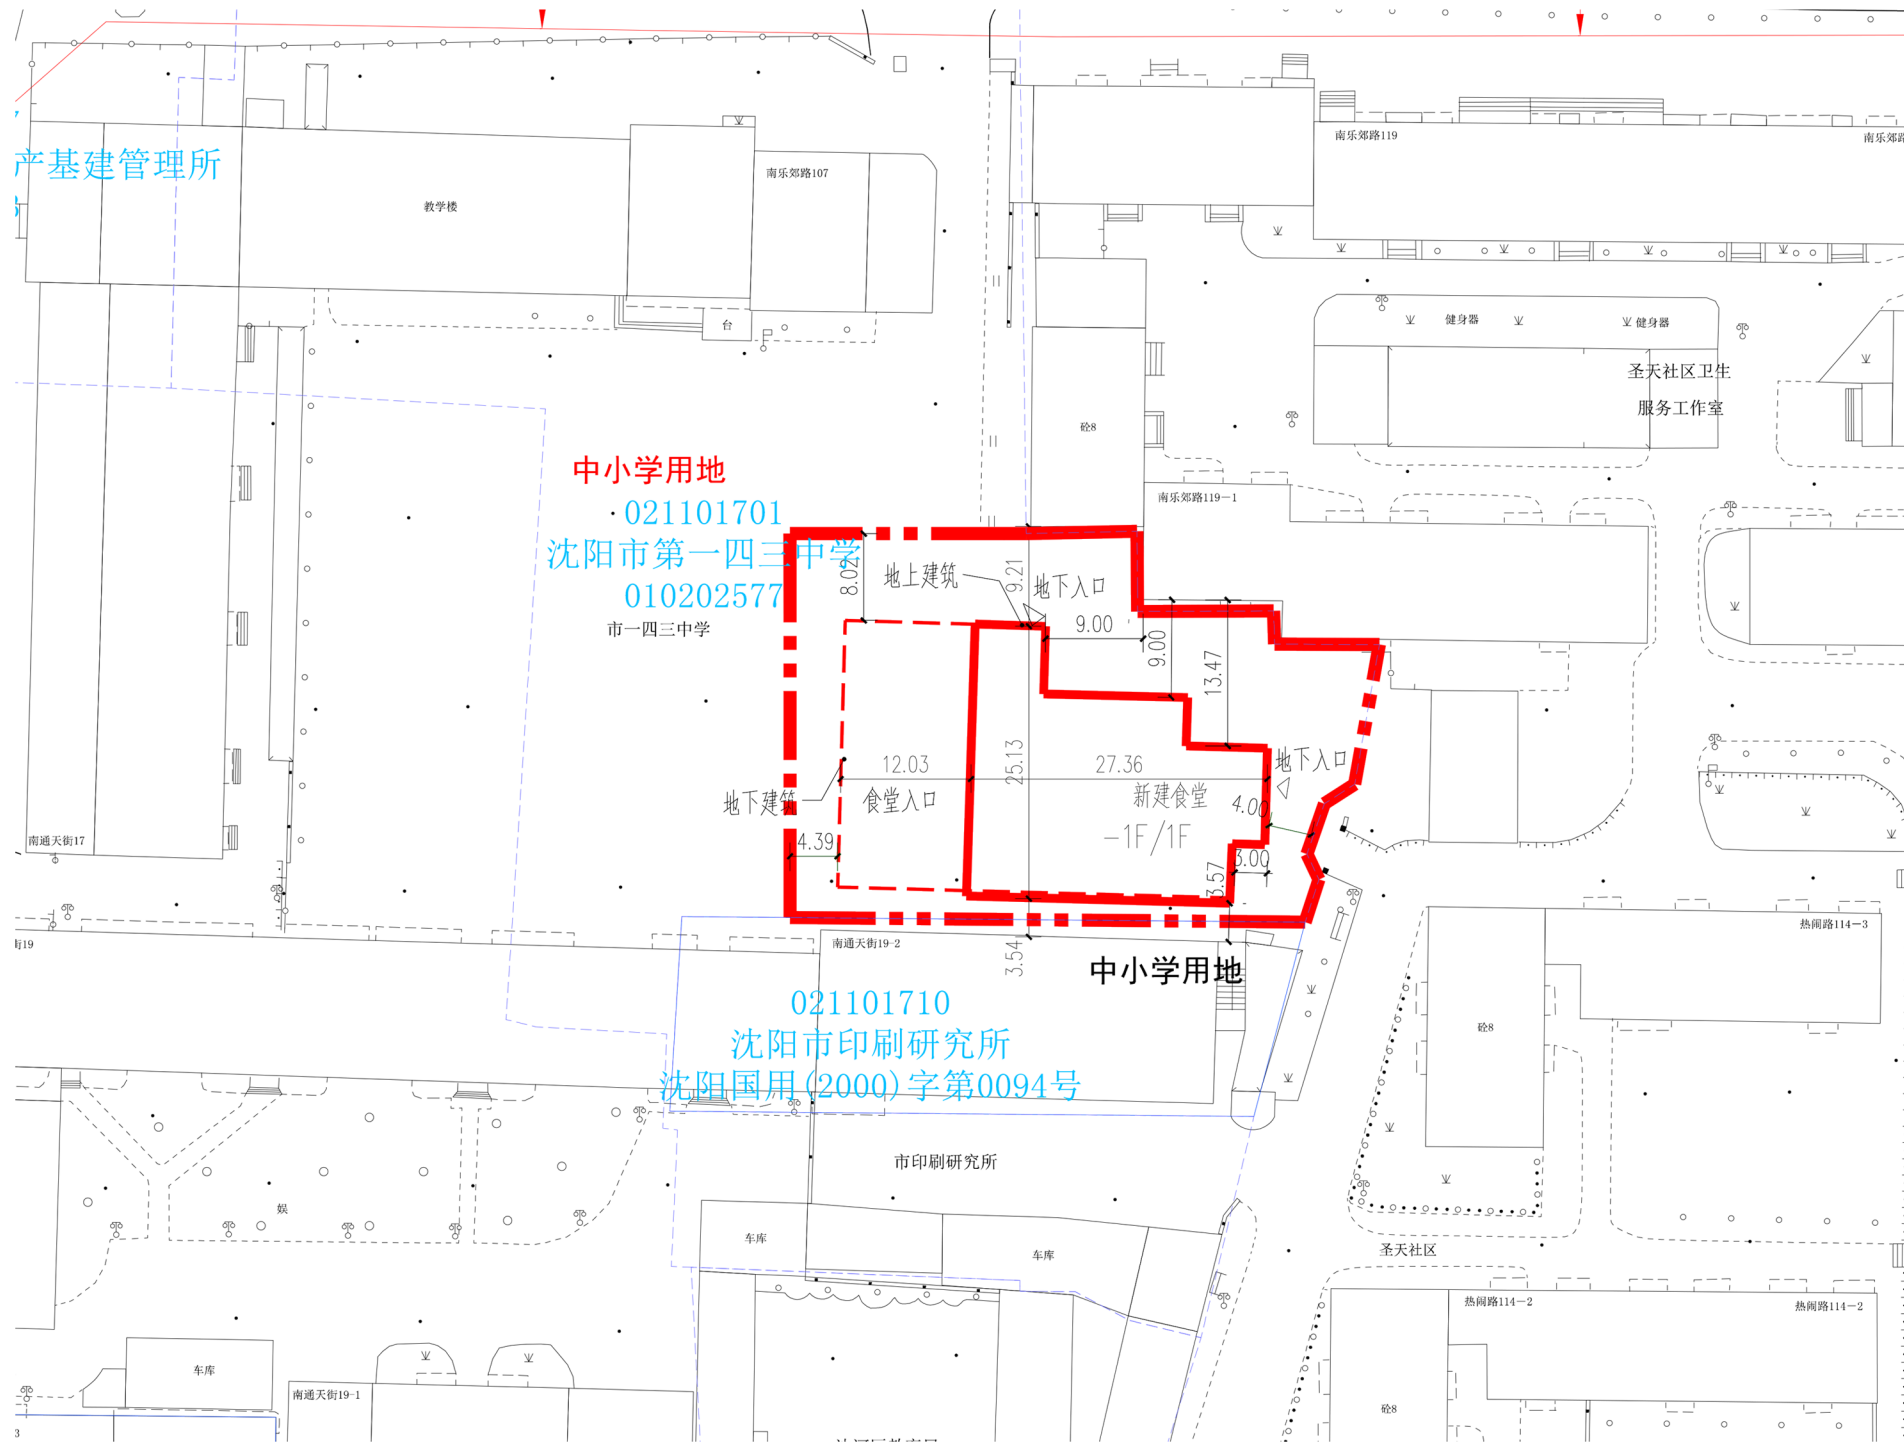 南乐郊路119
南乐郊路
产基建管理所
南乐郊路107
教学楼
台
健身器
健身器
圣天社区卫生
服务工作室
砼8
中小学用地
南乐郊路119-1
021101701
沈阳市第一四三中学
010202577
市一四三中学
8.02
地上建筑
9.21
地下入口
9.00
9.00
13.47
12.03
25.13
27.36
地下入口
地下建筑
食堂入口
新建食堂
-1F/1F
4.00
4.39
3.00
3.57
南通天街17
街19
南通天街19-2
3.54
中小学用地
热闹路114-3
021101710
沈阳市印刷研究所
沈阳国用(2000)字第0094号
砼8
市印刷研究所
娱
车库
车库
圣天社区
热闹路114-2
热闹路114-2
车库
南通天街19-1
砼8
3